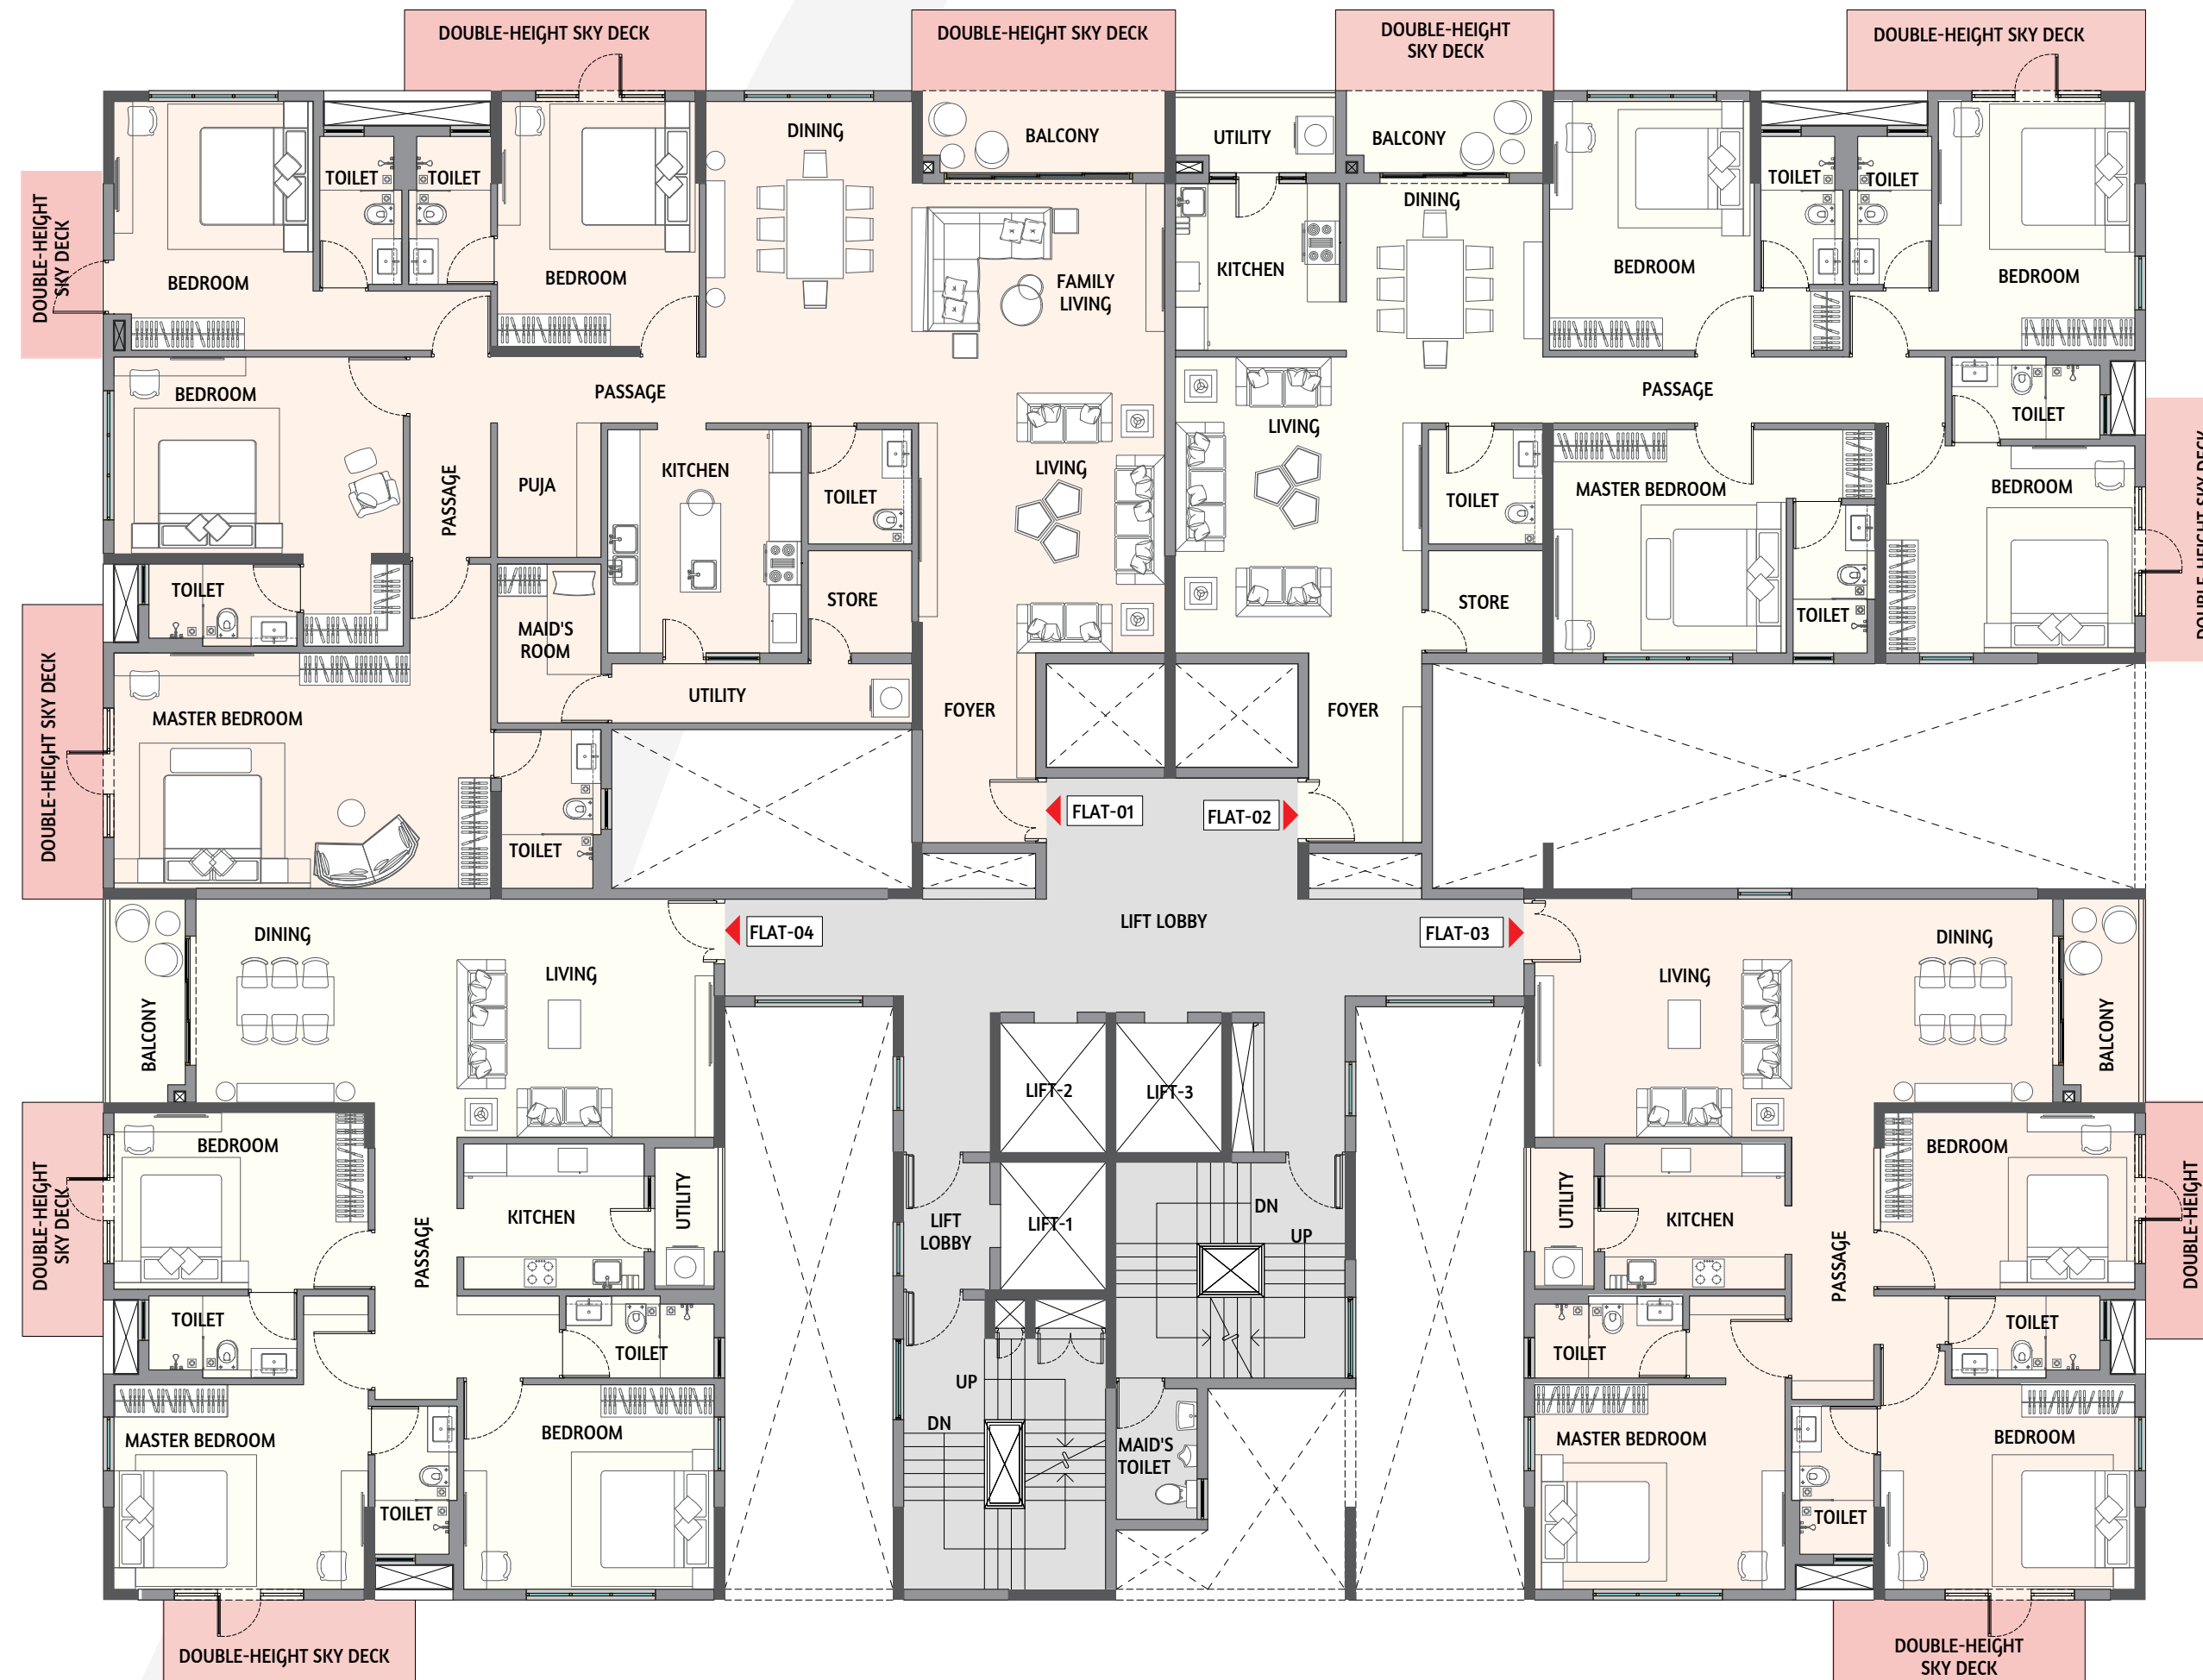 DOUBLE-HEIGHT SKY DECK
DOUBLE-HEIGHT SKY DECK
DOUBLE-HEIGHT
SKY DECK
DOUBLE-HEIGHT SKY DECK
DINING
BALCONY
UTILITY
BALCONY
TOILET
TOILET
TOILET
TOILET
DINING
DOUBLE-HEIGHT
SKY DECK
BEDROOM
BEDROOM
FAMILY
LIVING
KITCHEN
BEDROOM
BEDROOM
BEDROOM
PASSAGE
PASSAGE
TOILET
LIVING
PASSAGE
PUJA
KITCHEN
TOILET
LIVING
TOILET
MASTER BEDROOM
BEDROOM
DOUBLE-HEIGHT SKY DECK
TOILET
MAID'S
ROOM
STORE
STORE
TOILET
DOUBLE-HEIGHT SKY DECK
MASTER BEDROOM
UTILITY
FOYER
FOYER
TOILET
FLAT-01
FLAT-02
LIFT LOBBY
FLAT-04
FLAT-03
DINING
LIVING
BALCONY
LIVING
DINING
BALCONY
LIFT-2
LIFT-3
DOUBLE-HEIGHT
SKY DECK
BEDROOM
PASSAGE
KITCHEN
UTILITY
LIFT
LOBBY
LIFT-1
DN
UP
UTILITY
KITCHEN
PASSAGE
BEDROOM
DOUBLE-HEIGHT
TOILET
TOILET
TOILET
TOILET
UP
DN
MASTER BEDROOM
TOILET
BEDROOM
MAID'S
TOILET
MASTER BEDROOM
TOILET
BEDROOM
DOUBLE-HEIGHT SKY DECK
DOUBLE-HEIGHT
SKY DECK